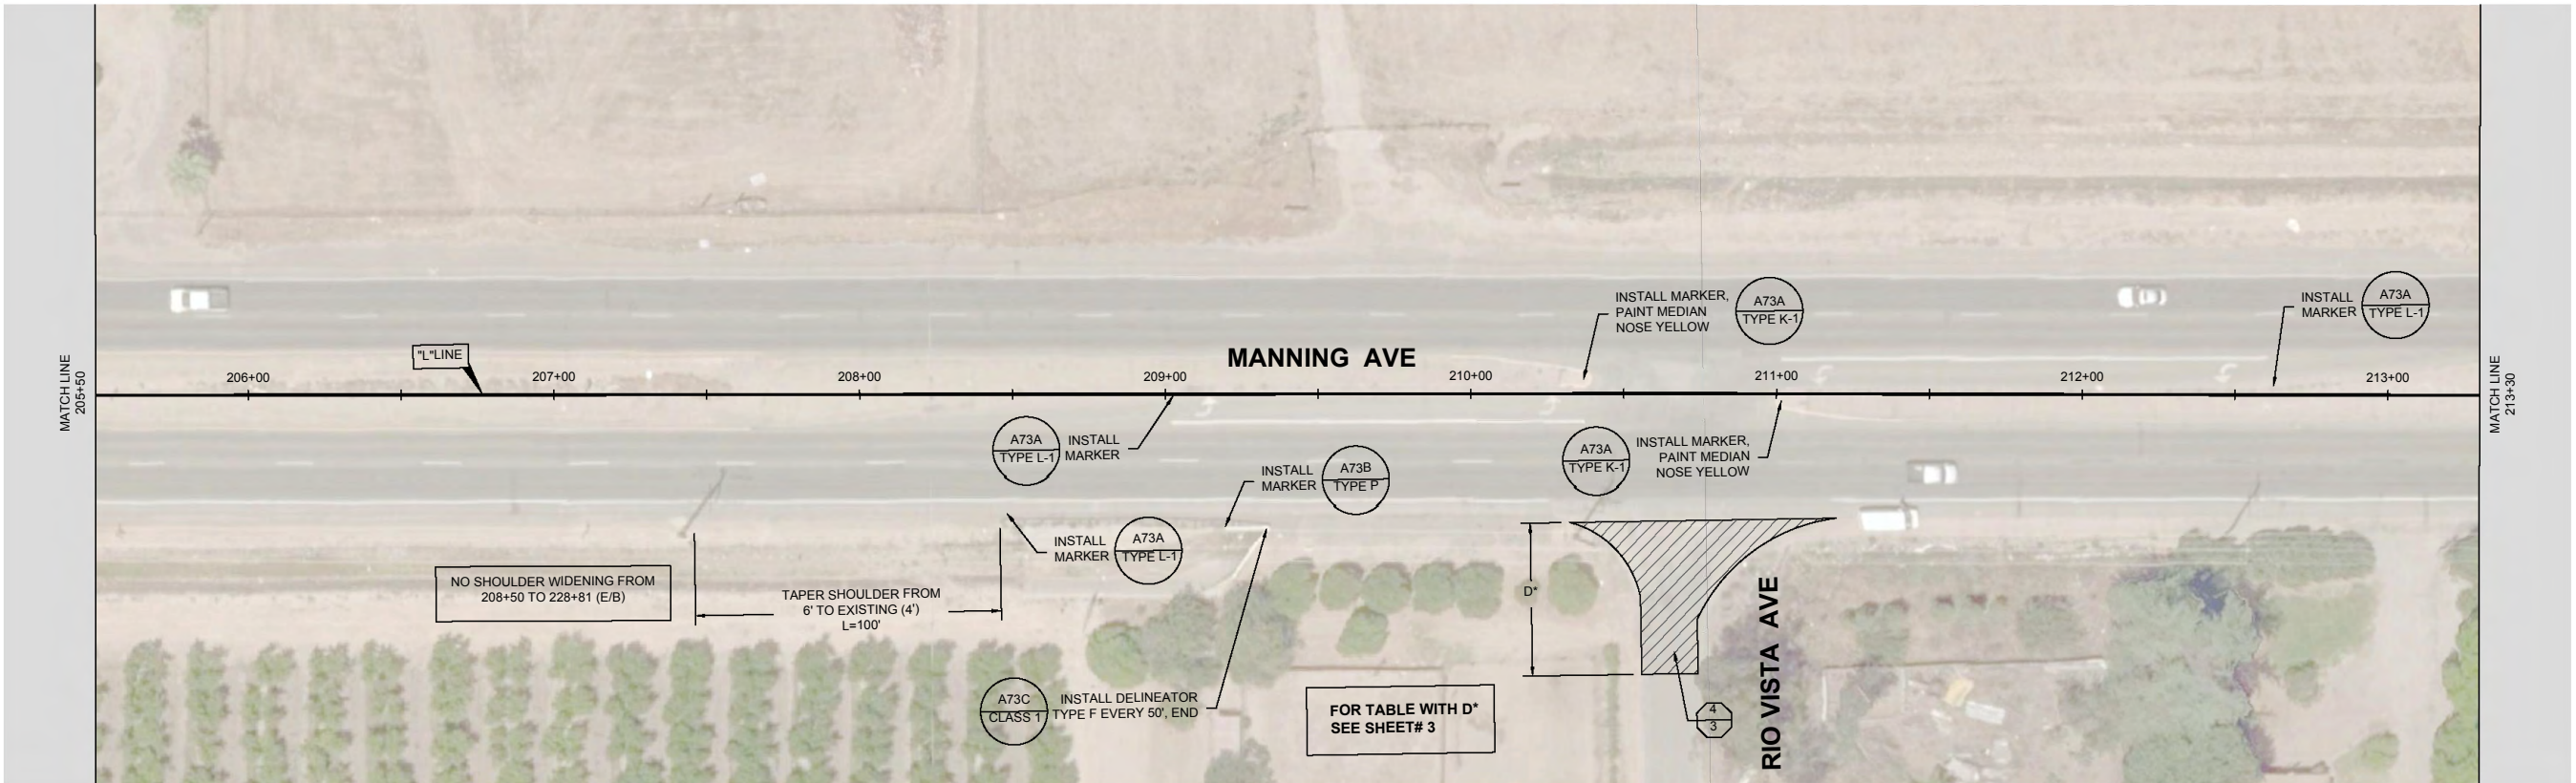 INSTALL MARKER,
PAINT MEDIAN
NOSE YELLOW
A73A
TYPE K-1
INSTALL
MARKER
A73A
TYPE L-1
"L"LINE
MANNING AVE
MATCH LINE
205+50
206+00
207+00
208+00
209+00
210+00
211+00
212+00
213+00
MATCH LINE
213+30
A73A
TYPE L-1
INSTALL
MARKER
A73A
TYPE K-1
INSTALL MARKER,
PAINT MEDIAN
NOSE YELLOW
INSTALL
MARKER
A73B
TYPE P
INSTALL
MARKER
A73A
TYPE L-1
NO SHOULDER WIDENING FROM
208+50 TO 228+81 (E/B)
TAPER SHOULDER FROM
6' TO EXISTING (4')
L=100'
D*
RIO VISTA AVE
A73C
CLASS 1
INSTALL DELINEATOR
TYPE F EVERY 50', END
FOR TABLE WITH D*
SEE SHEET# 3
4
3